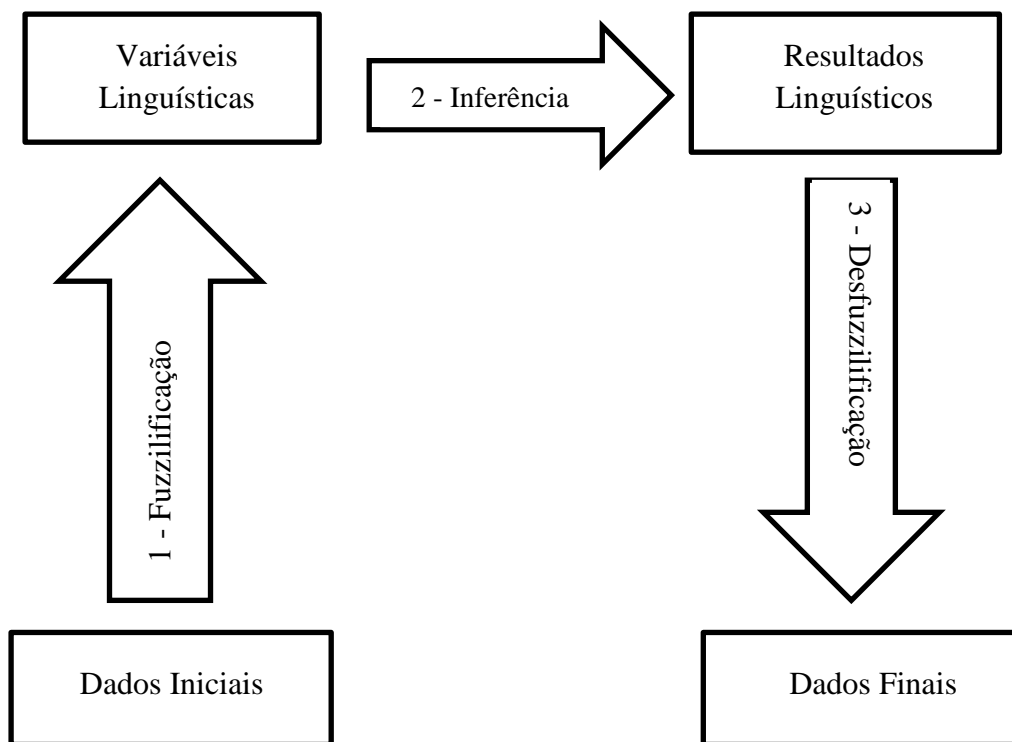 Variáveis
Linguísticas
2 - Inferência
Resultados
Linguísticos
1 - Fuzzilificação
3 - Desfuzzilificação
Dados Iniciais
Dados Finais